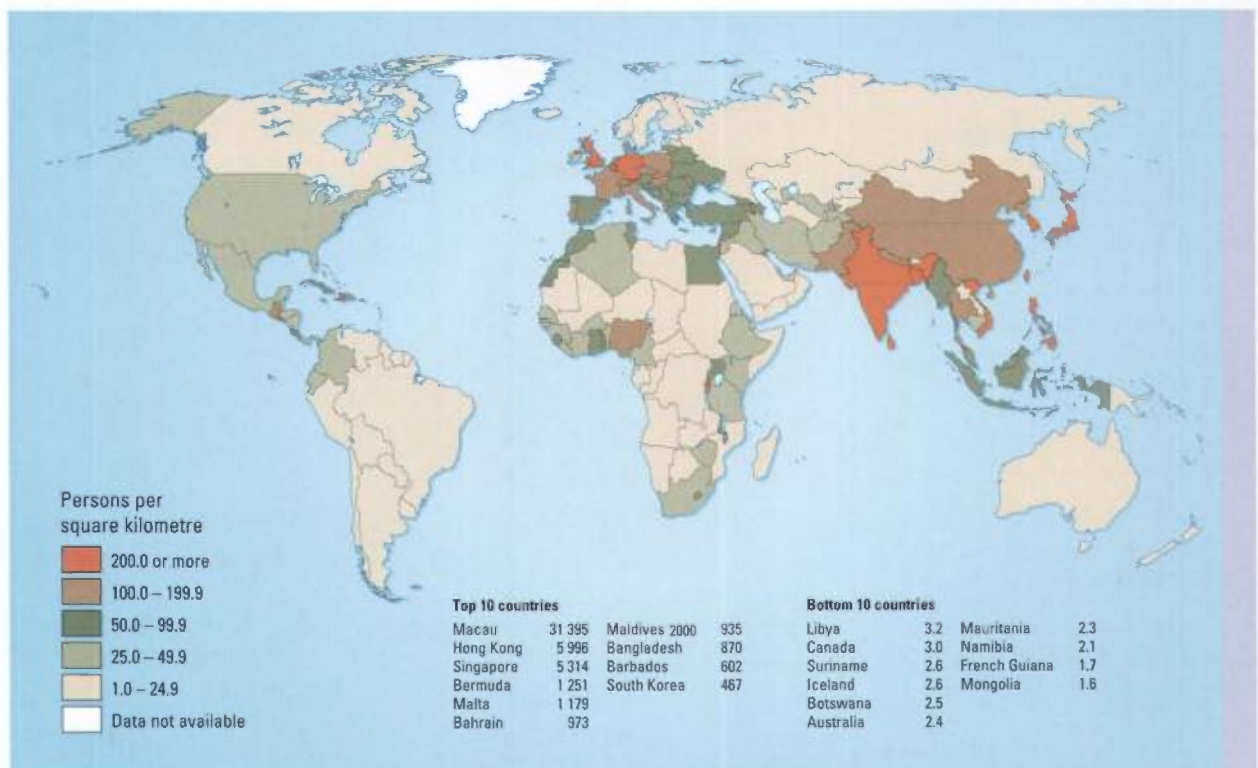 Persons per
square kilometre
200.0 or more
100.0 – 199.9
50.0 – 99.9
25.0 – 49.9
1.0 – 24.9
Data not available
Top 10 countries
Macau 31 395 Maldives 2000 935
Hong Kong 5 996 Bangladesh 870
Singapore 5 314 Barbados 602
Bermuda 1 251 South Korea 467
Malta 1 179
Bahrain 973
Bottom 10 countries
Libya 3.2 Mauritania 2.3
Canada 3.0 Namibia 2.1
Suriname 2.6 French Guiana 1.7
Iceland 2.6 Mongolia 1.6
Botswana 2.5
Australia 2.4